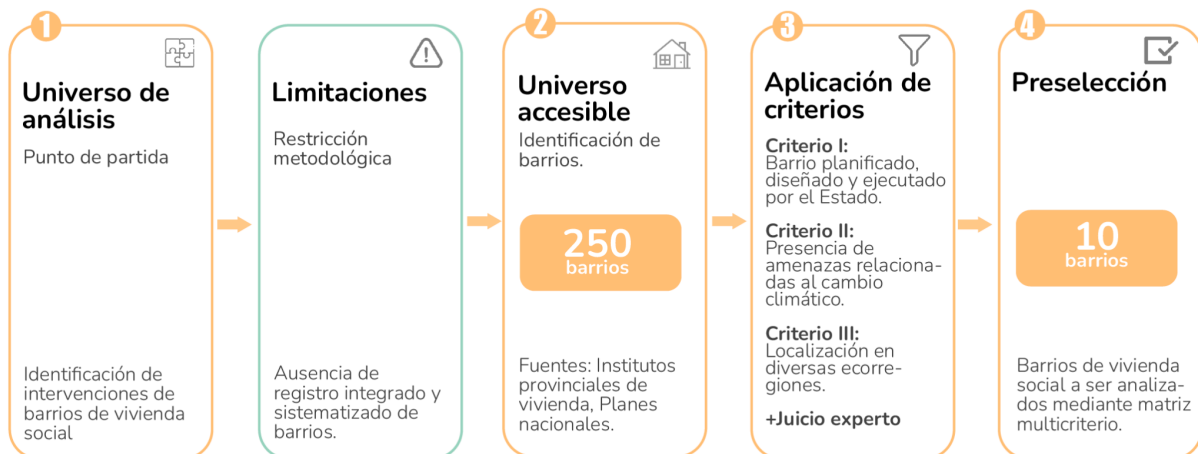 1
Universo de
análisis
Punto de partida
Identificación de
intervenciones de
barrios de vivienda
social
Limitaciones
Restricción
metodológica
Ausencia de
registro integrado y
sistematizado de
barrios.
2
Universo
accesible
Identificación de
barrios.
250
barrios
Fuentes: Institutos
provinciales de
vivienda, Planes
nacionales.
3
Aplicación de
criterios
Criterio I:
Barrio planificado,
diseñado y ejecutado
por el Estado.
Criterio II:
Presencia de
amenazas relaciona-
das al cambio
climático.
Criterio III:
Localización en
diversas ecorre-
giones.
+Juicio experto
4
Preselección
10
barrios
Barrios de vivienda
social a ser analiza-
dos mediante matriz
multicriterio.